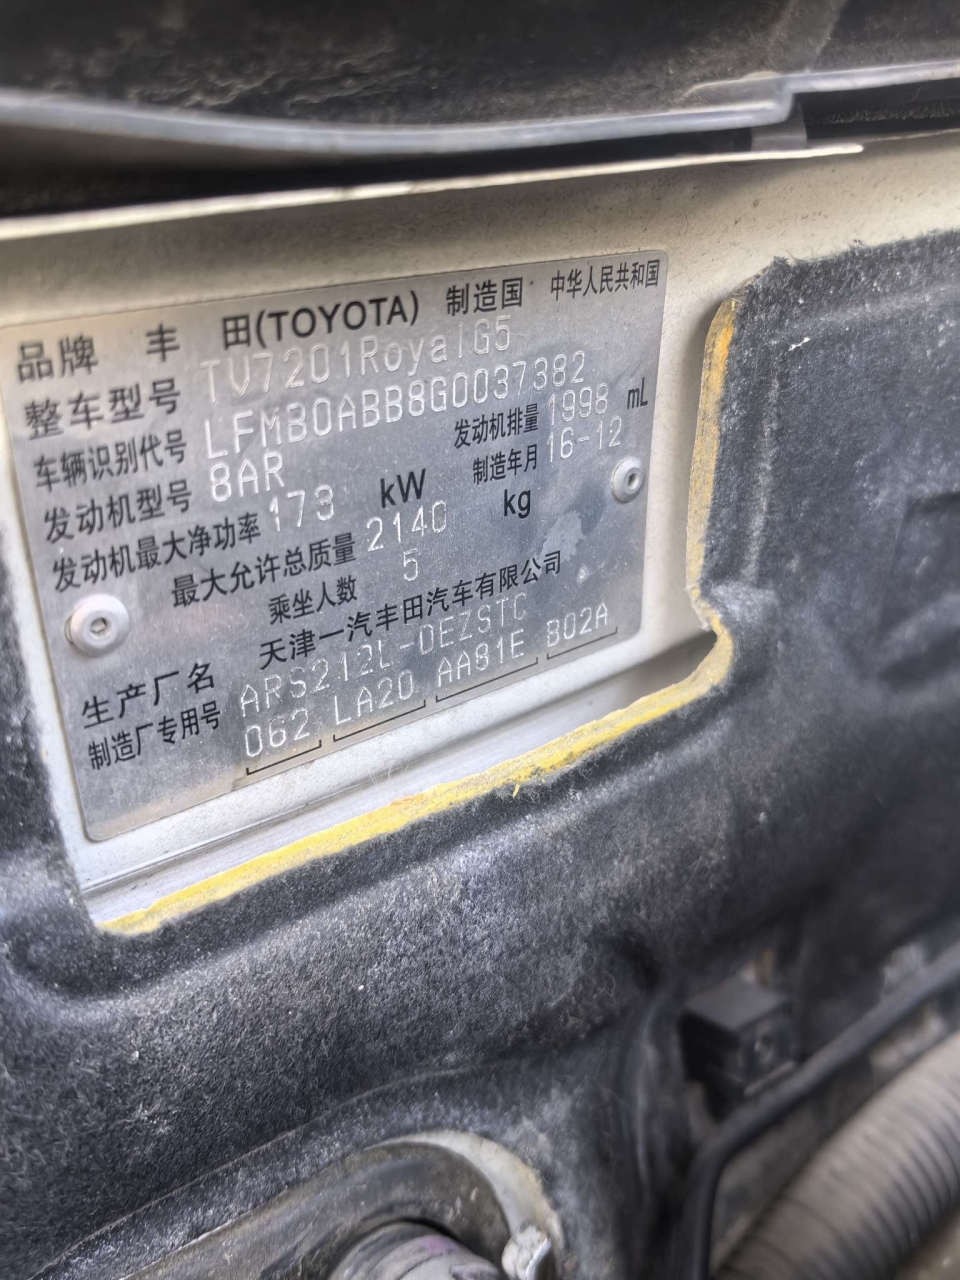 品牌 丰 田(TOYOTA) 制造国 中华人民共和国
整车型号 TV7201RoyalG5
车辆识别代号 LFMB0ABB8G0037382
发动机型号 8AR 发动机排量 1998 mL
发动机最大净功率 173 kW 制造年月 16-12
最大允许总质量 2140 kg
乘坐人数 5
生产厂名 天津一汽丰田汽车有限公司
制造厂专用号 ARS212L-0EZSTC
062 LA20 AA81E B02A